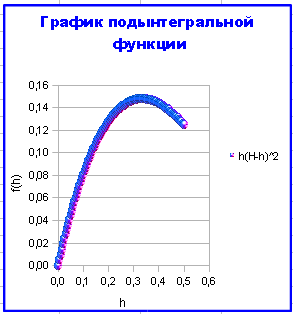 График подынтегральной
функции
0,16
0,14
0,12
0,10
0,08
0,06
0,04
0,02
0,00
f(h)
0,0 0,1 0,2 0,3 0,4 0,5 0,6
h
h(H-h)^2